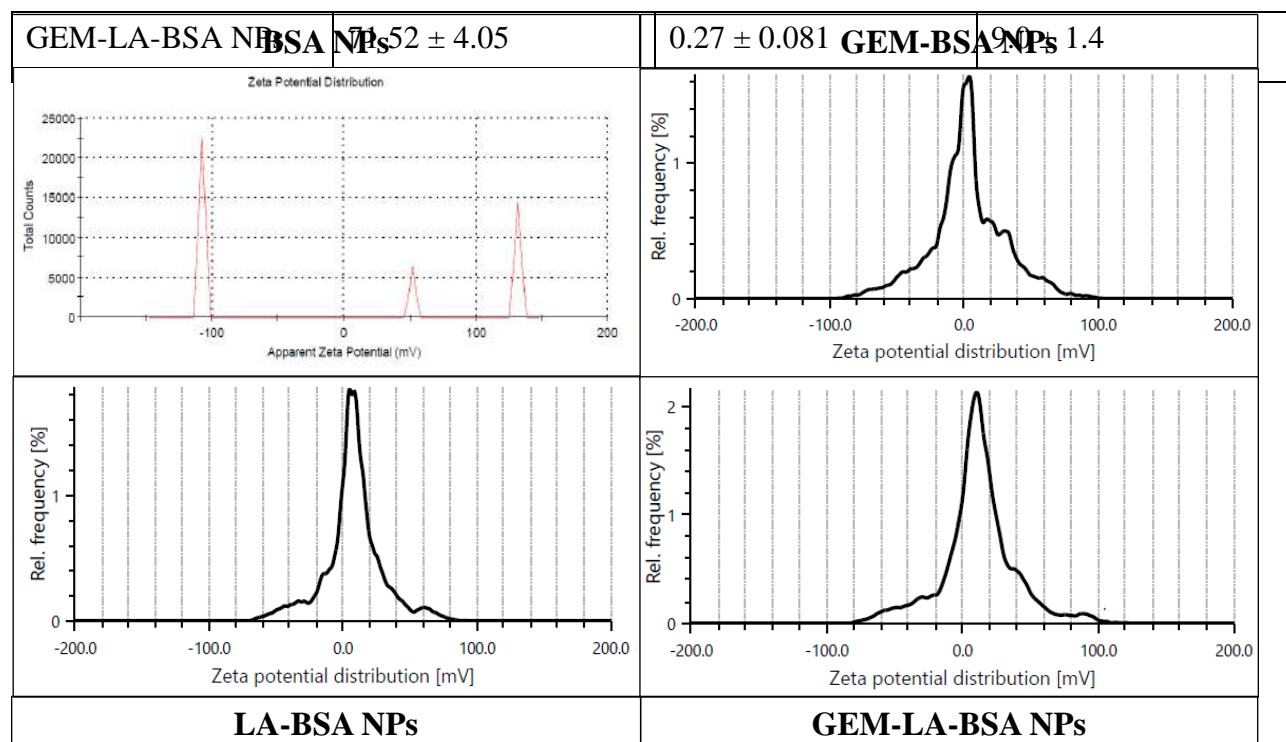 GEM-LA-BSA NPs 71.52 ± 4.05 0.27 ± 0.081 9.0 ± 1.4
BSA NPs GEM-BSA NPs
Zeta Potential Distribution
25000
20000
15000
10000
5000
0
Total Counts
-100 0 100 200
Apparent Zeta Potential (mV)
1
0
Rel. frequency [%]
-200.0 -100.0 0.0 100.0 200.0
Zeta potential distribution [mV]
1
0
Rel. frequency [%]
-200.0 -100.0 0.0 100.0 200.0
Zeta potential distribution [mV]
2
1
0
Rel. frequency [%]
-200.0 -100.0 0.0 100.0 200.0
Zeta potential distribution [mV]
LA-BSA NPs GEM-LA-BSA NPs